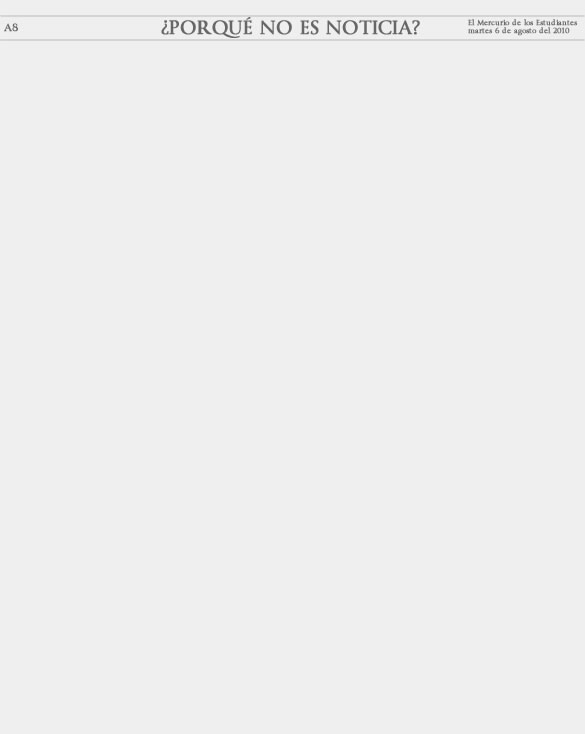 A8
¿PORQUÉ NO ES NOTICIA?
El Mercurio de los Estudiantes
martes 6 de agosto del 2010